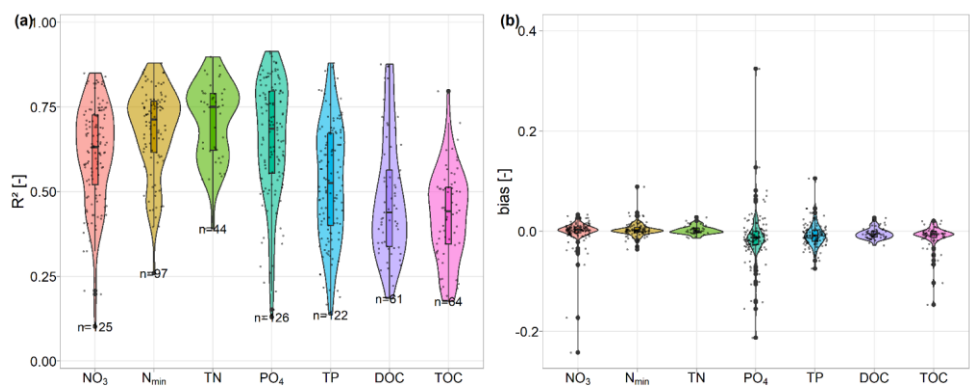 (a)
1.00
0.75
0.50
0.25
0.00
R² [-]
n=125
n=97
n=44
n=126
n=122
n=61
n=64
NO₃
Nₘᵢₙ
TN
PO₄
TP
DOC
TOC
(b)
0.4
0.2
0.0
-0.2
bias [-]
NO₃
Nₘᵢₙ
TN
PO₄
TP
DOC
TOC